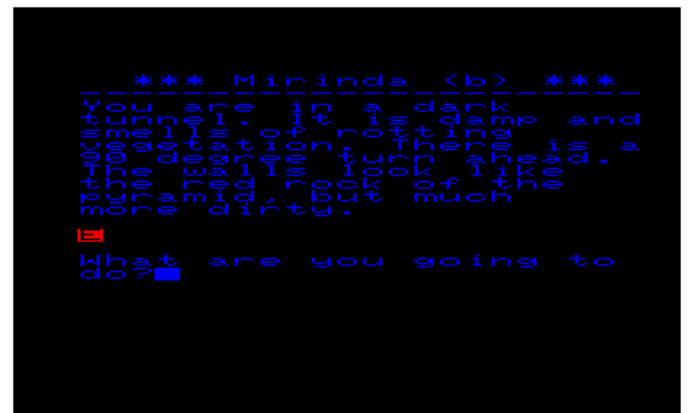 *** Mirinda (b) ***
You are in a dark
tunnel. It is damp and
smells of rotting
vegetation. There is a
90 degree turn ahead.
The walls look like
the red rock of the
pyramid, but much
more dirty.
E
What are you going to
do?